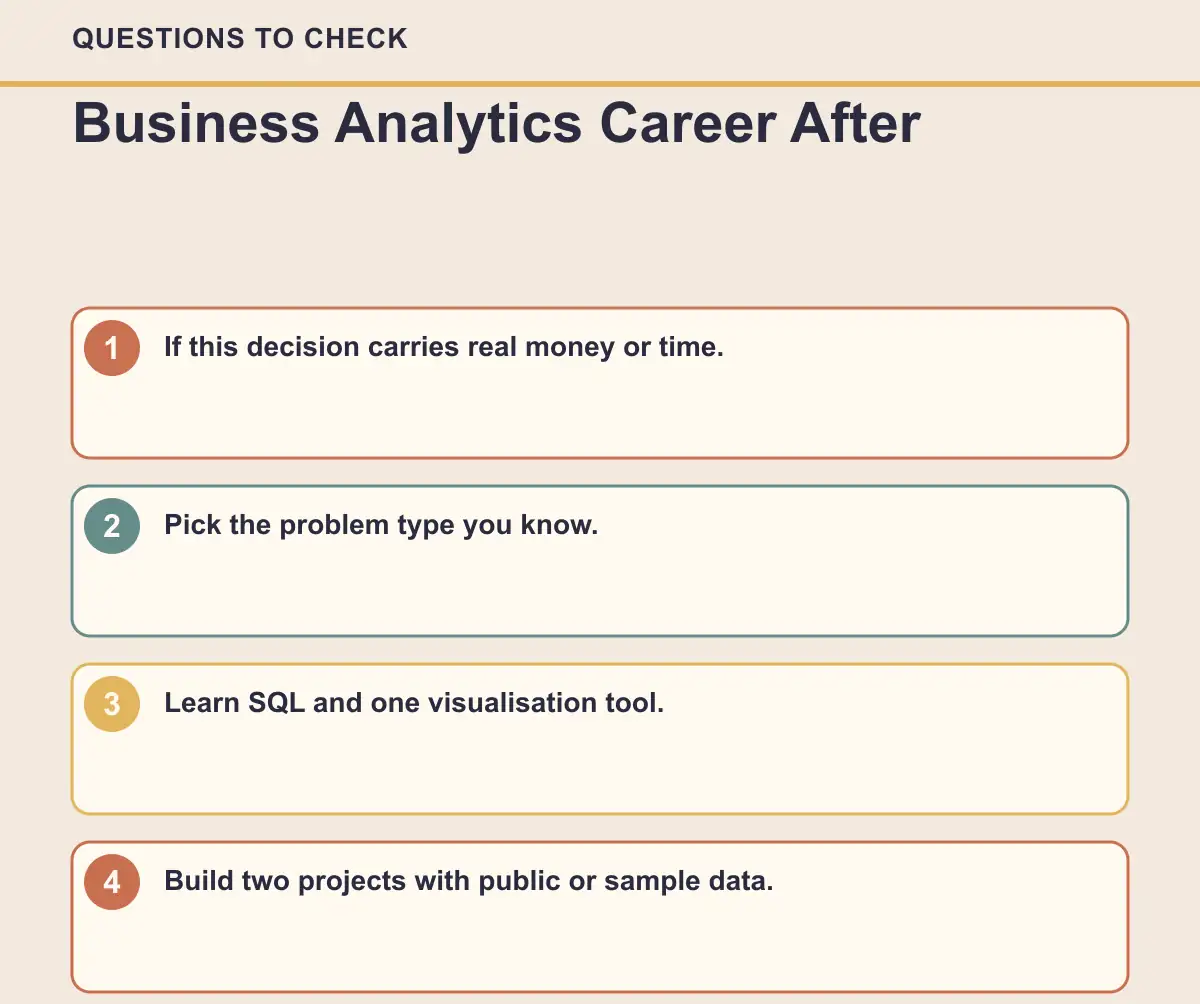 QUESTIONS TO CHECK
Business Analytics Career After
1 If this decision carries real money or time.
2 Pick the problem type you know.
3 Learn SQL and one visualisation tool.
4 Build two projects with public or sample data.